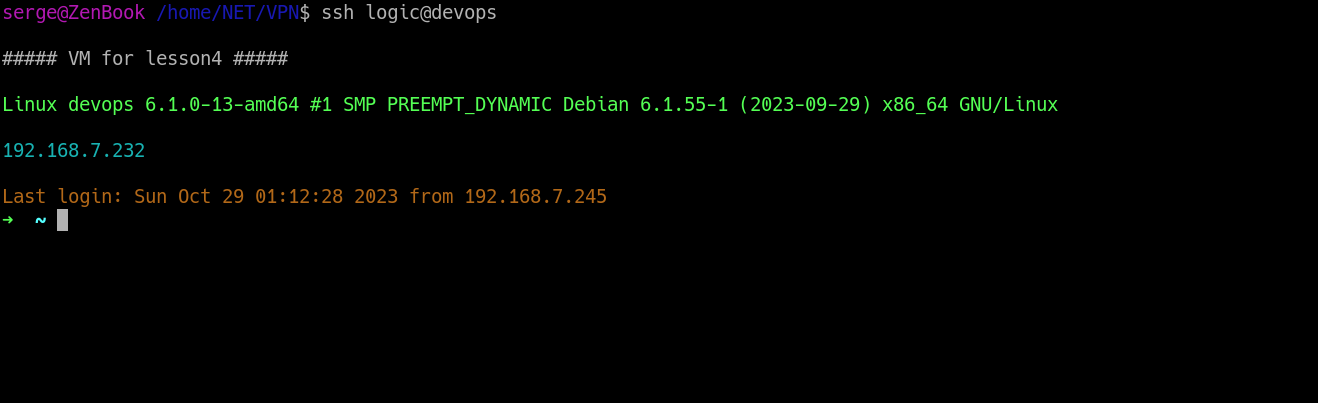 serge@ZenBook /home/NET/VPN$ ssh logic@devops
##### VM for lesson4 #####
Linux devops 6.1.0-13-amd64 #1 SMP PREEMPT_DYNAMIC Debian 6.1.55-1 (2023-09-29) x86_64 GNU/Linux
192.168.7.232
Last login: Sun Oct 29 01:12:28 2023 from 192.168.7.245
➜  ~